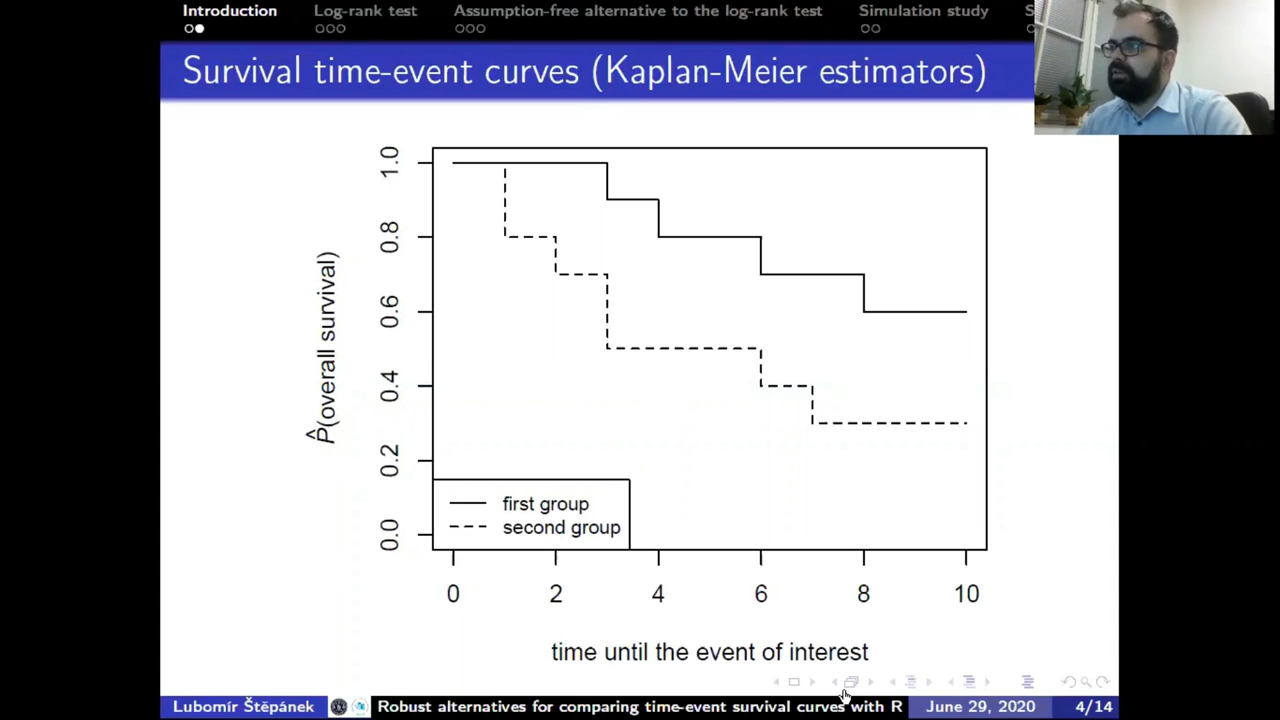 Introduction
Log-rank test
Assumption-free alternative to the log-rank test
Simulation study
S
Survival time-event curves (Kaplan-Meier estimators)
P̂(overall survival)
1.0
0.8
0.6
0.4
0.2
0.0
first group
second group
0 2 4 6 8 10
time until the event of interest
Lubomír Štěpánek
Robust alternatives for comparing time-event survival curves with R
June 29, 2020
4/14